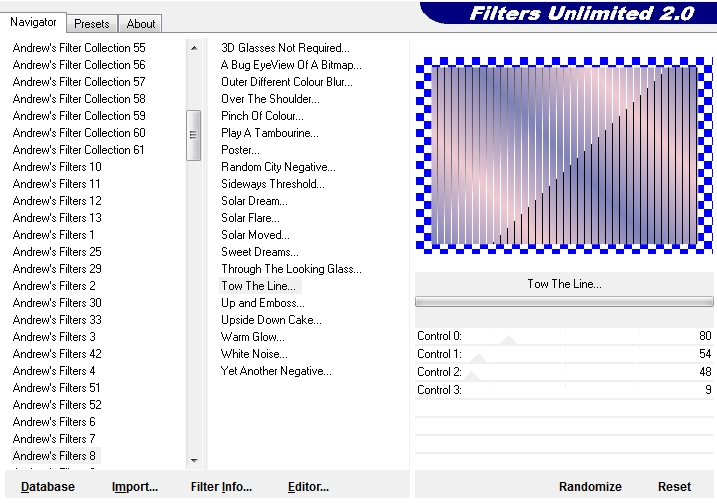 Filters Unlimited 2.0
Navigator Presets About
Andrew's Filter Collection 55
Andrew's Filter Collection 56
Andrew's Filter Collection 57
Andrew's Filter Collection 58
Andrew's Filter Collection 59
Andrew's Filter Collection 60
Andrew's Filter Collection 61
Andrew's Filters 10
Andrew's Filters 11
Andrew's Filters 12
Andrew's Filters 13
Andrew's Filters 1
Andrew's Filters 25
Andrew's Filters 29
Andrew's Filters 2
Andrew's Filters 30
Andrew's Filters 33
Andrew's Filters 3
Andrew's Filters 42
Andrew's Filters 4
Andrew's Filters 51
Andrew's Filters 52
Andrew's Filters 6
Andrew's Filters 7
Andrew's Filters 8
3D Glasses Not Required...
A Bug EyeView Of A Bitmap...
Outer Different Colour Blur...
Over The Shoulder...
Pinch Of Colour...
Play A Tambourine...
Poster...
Random City Negative...
Sideways Threshold...
Solar Dream...
Solar Flare...
Solar Moved...
Sweet Dreams...
Through The Looking Glass...
Tow The Line...
Up and Emboss...
Upside Down Cake...
Warm Glow...
White Noise...
Yet Another Negative...
Tow The Line...
Control 0: 80
Control 1: 54
Control 2: 48
Control 3: 9
Database Import... Filter Info... Editor... Randomize Reset